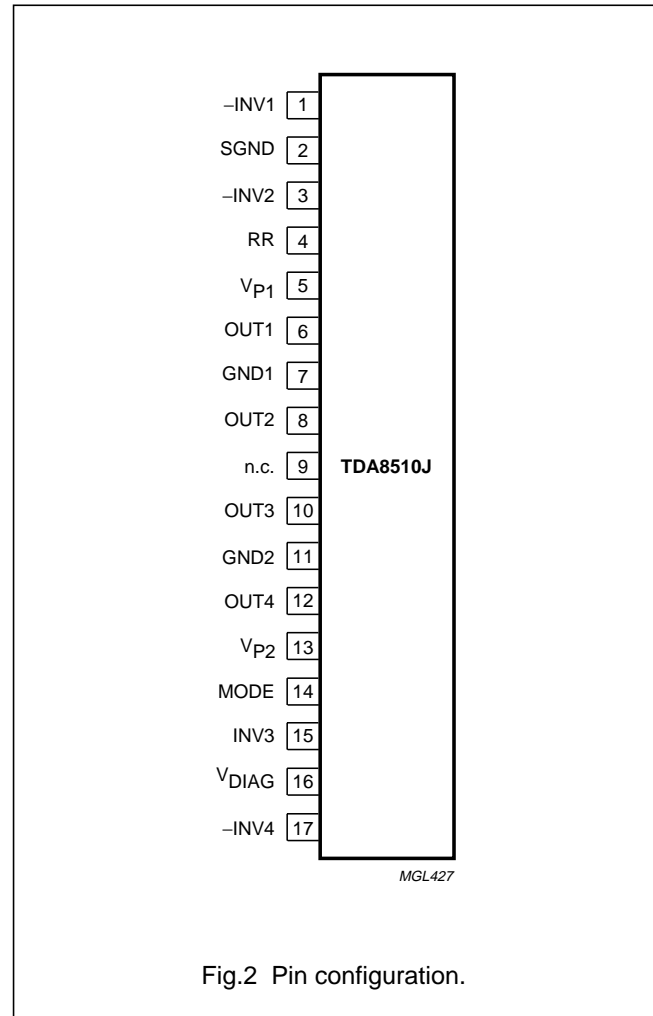 –INV1 1
SGND 2
–INV2 3
RR 4
VP1 5
OUT1 6
GND1 7
OUT2 8
n.c. 9 TDA8510J
OUT3 10
GND2 11
OUT4 12
VP2 13
MODE 14
INV3 15
VDIAG 16
–INV4 17
MGL427
Fig.2 Pin configuration.